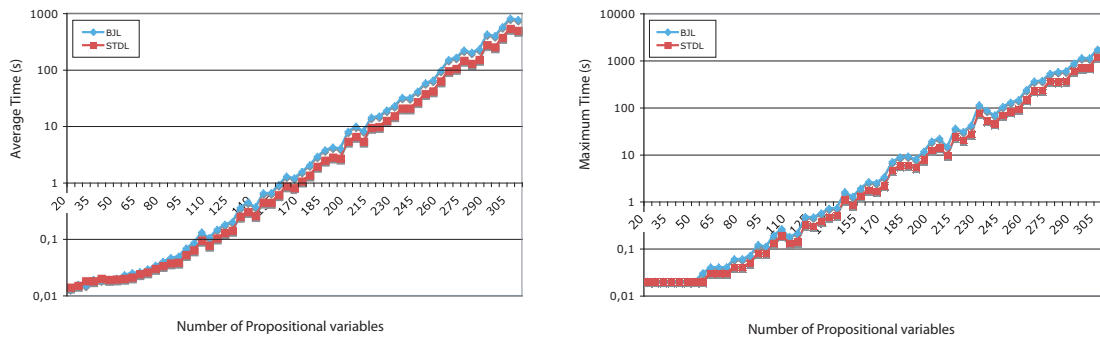 1000
100
10
1
0,1
0,01
Average Time (s)
BJL
STDL
20 35 50 65 80 95 110 125 140 155 170 185 200 215 230 245 260 275 290 305
Number of Propositional variables
10000
1000
100
10
1
0,1
0,01
Maximum Time (s)
BJL
STDL
20 35 50 65 80 95 110 125 140 155 170 185 200 215 230 245 260 275 290 305
Number of Propositional variables